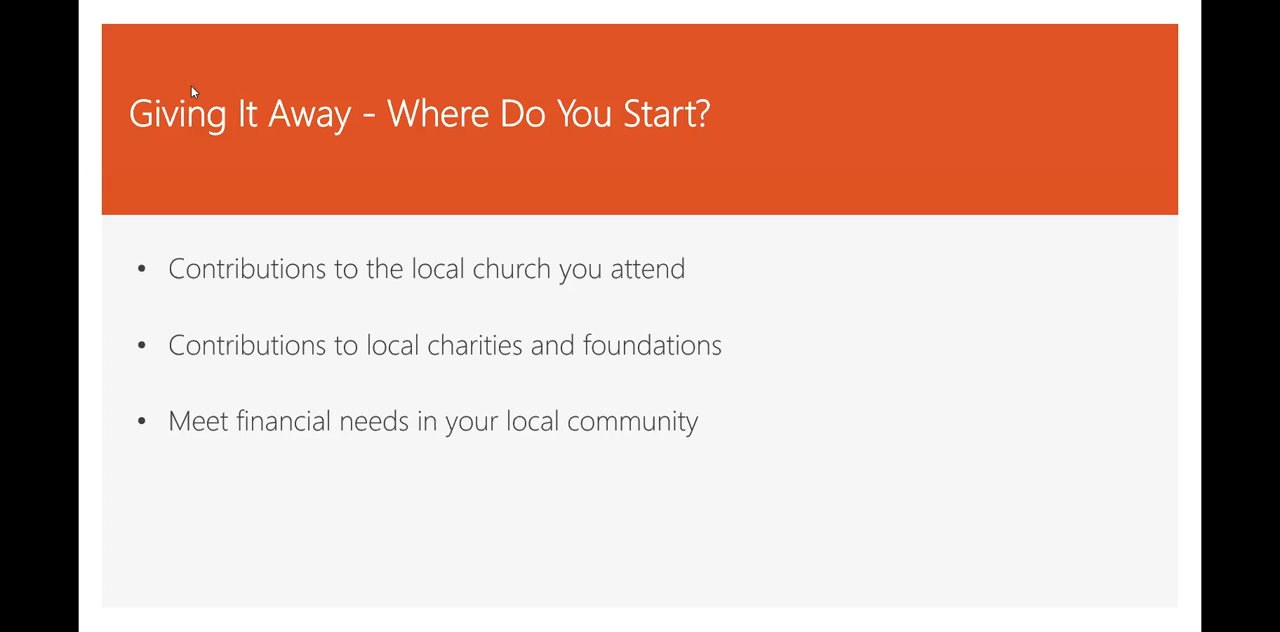 Giving It Away - Where Do You Start?
• Contributions to the local church you attend
• Contributions to local charities and foundations
• Meet financial needs in your local community